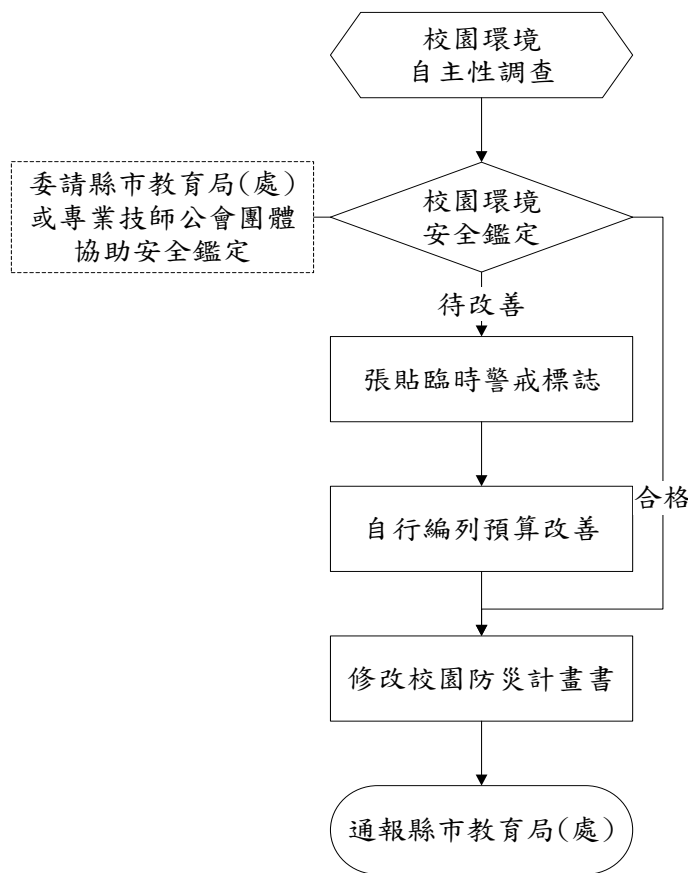 校園環境
自主性調查
委請縣市教育局(處)
或專業技師公會團體
協助安全鑑定
校園環境
安全鑑定
待改善
張貼臨時警戒標誌
自行編列預算改善
合格
修改校園防災計畫書
通報縣市教育局(處)